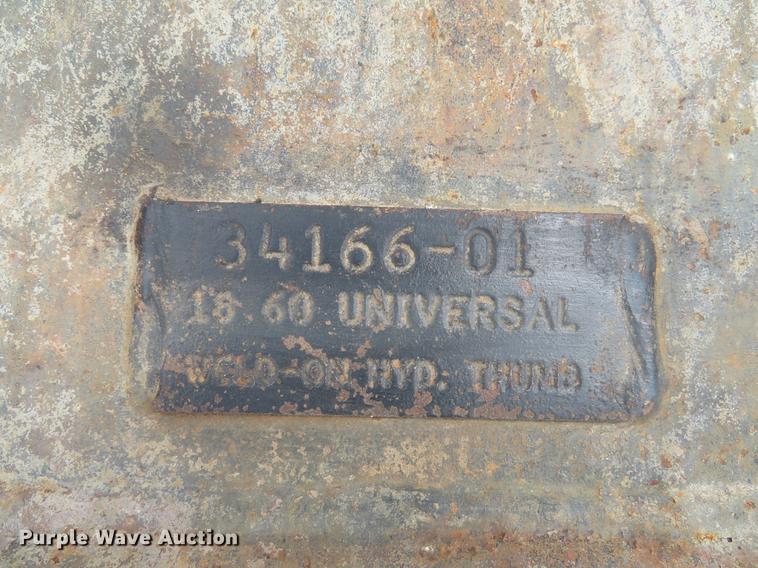 34166-01
18 60 UNIVERSAL
WELD-ON HYD. THUMB
Purple Wave Auction